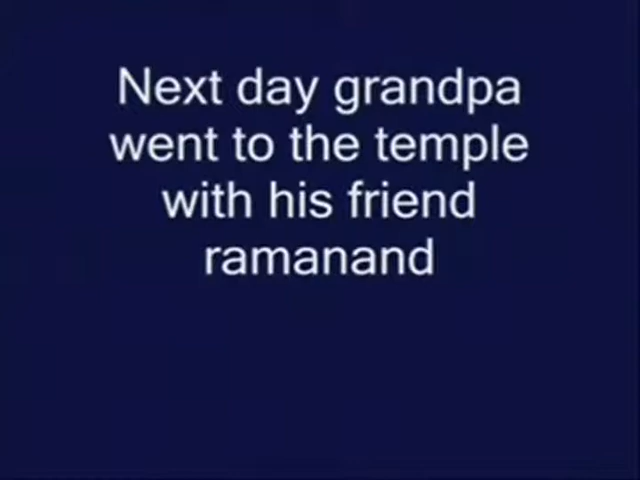 Next day grandpa
went to the temple
with his friend
ramanand